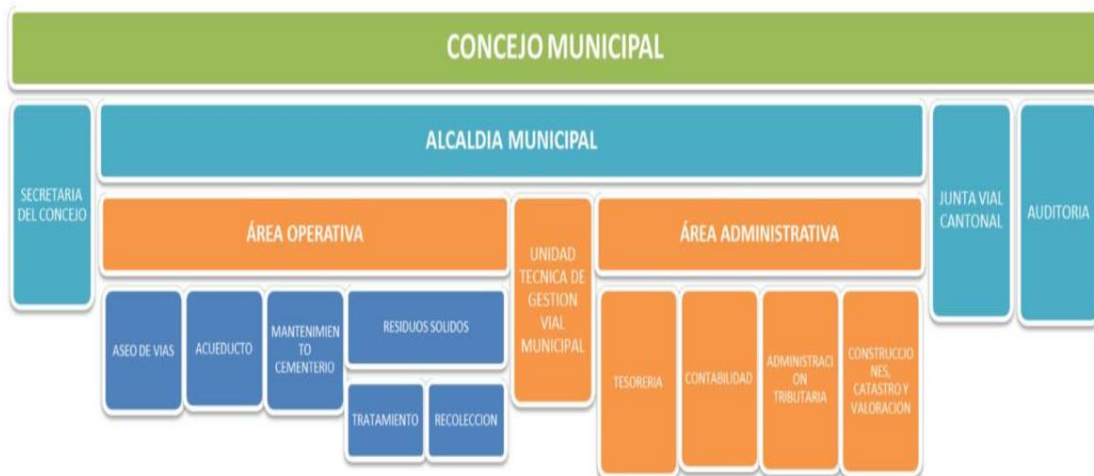 CONCEJO MUNICIPAL
SECRETARIA
DEL CONCEJO
ALCALDIA MUNICIPAL
JUNTA VIAL
CANTONAL
AUDITORIA
ÁREA OPERATIVA
UNIDAD
TECNICA DE
GESTION
VIAL
MUNICIPAL
ÁREA ADMINISTRATIVA
ASEO DE VIAS
ACUEDUCTO
MANTENIMIEN
TO
CEMENTERIO
RESIDUOS SOLIDOS
TRATAMIENTO
RECOLECCION
TESORERIA
CONTABILIDAD
ADMINISTRACI
ON
TRIBUTARIA
CONSTRUCCIO
NES,
CATASTRO Y
VALORACION